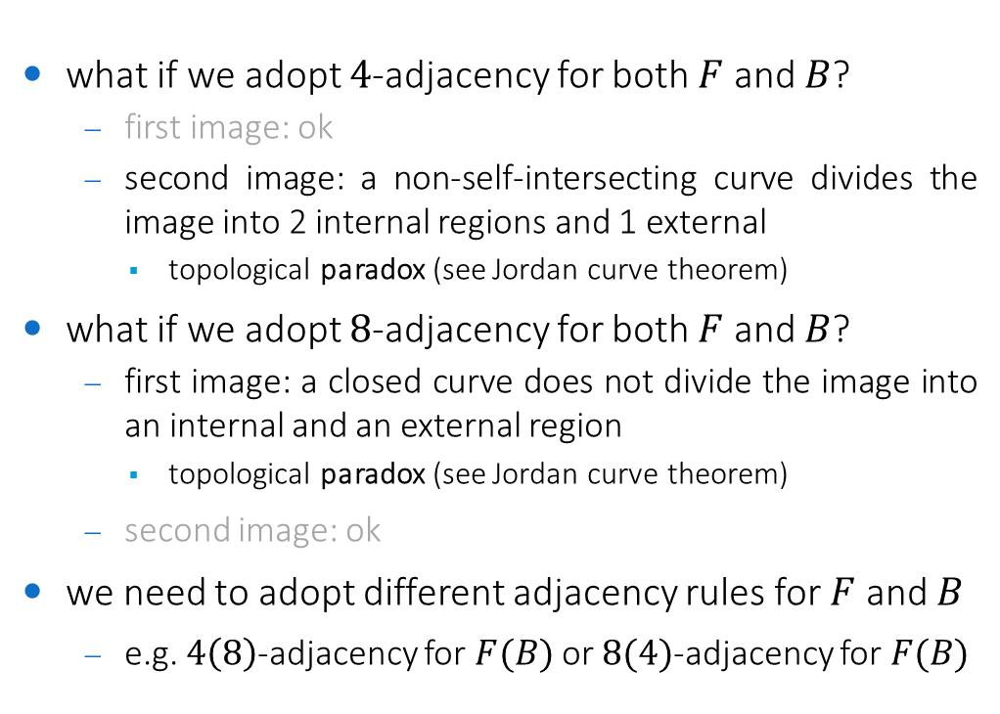 • what if we adopt 4-adjacency for both F and B?
– first image: ok
– second image: a non-self-intersecting curve divides the
image into 2 internal regions and 1 external
▪ topological paradox (see Jordan curve theorem)
• what if we adopt 8-adjacency for both F and B?
– first image: a closed curve does not divide the image into
an internal and an external region
▪ topological paradox (see Jordan curve theorem)
– second image: ok
• we need to adopt different adjacency rules for F and B
– e.g. 4(8)-adjacency for F(B) or 8(4)-adjacency for F(B)